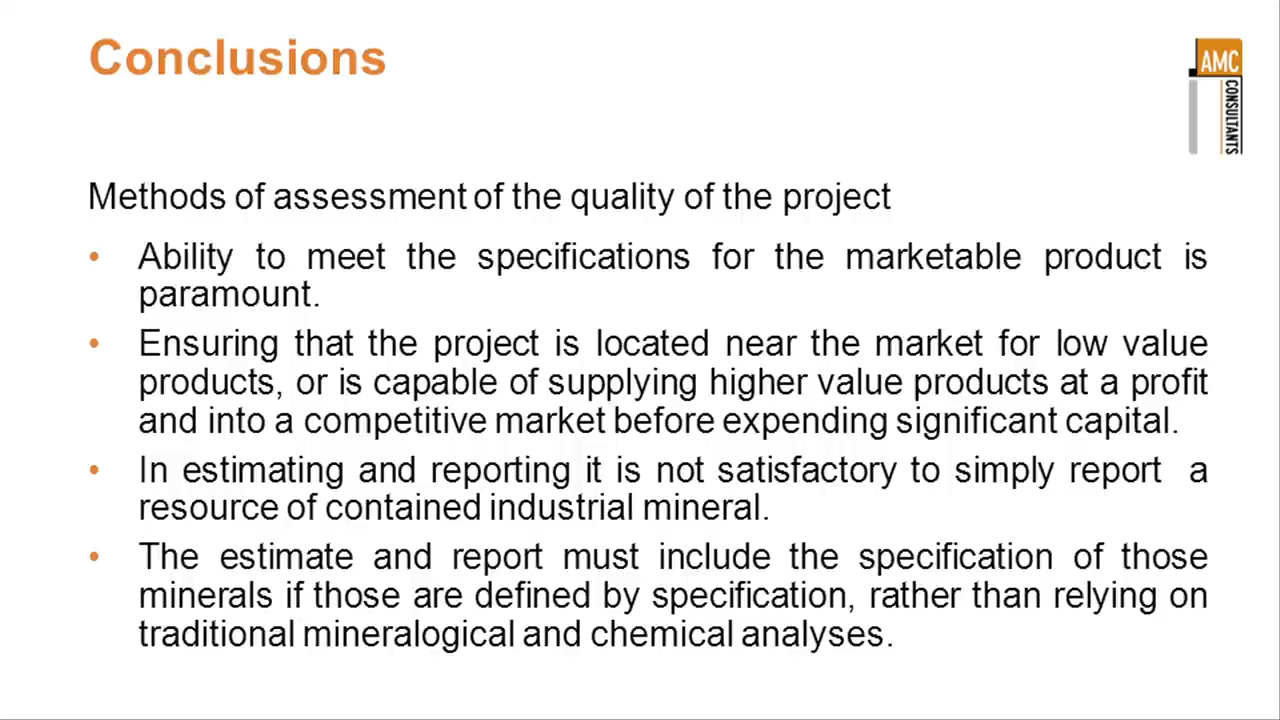 Conclusions
AMC
CONSULTANTS
Methods of assessment of the quality of the project
• Ability to meet the specifications for the marketable product is
paramount.
• Ensuring that the project is located near the market for low value
products, or is capable of supplying higher value products at a profit
and into a competitive market before expending significant capital.
• In estimating and reporting it is not satisfactory to simply report a
resource of contained industrial mineral.
• The estimate and report must include the specification of those
minerals if those are defined by specification, rather than relying on
traditional mineralogical and chemical analyses.